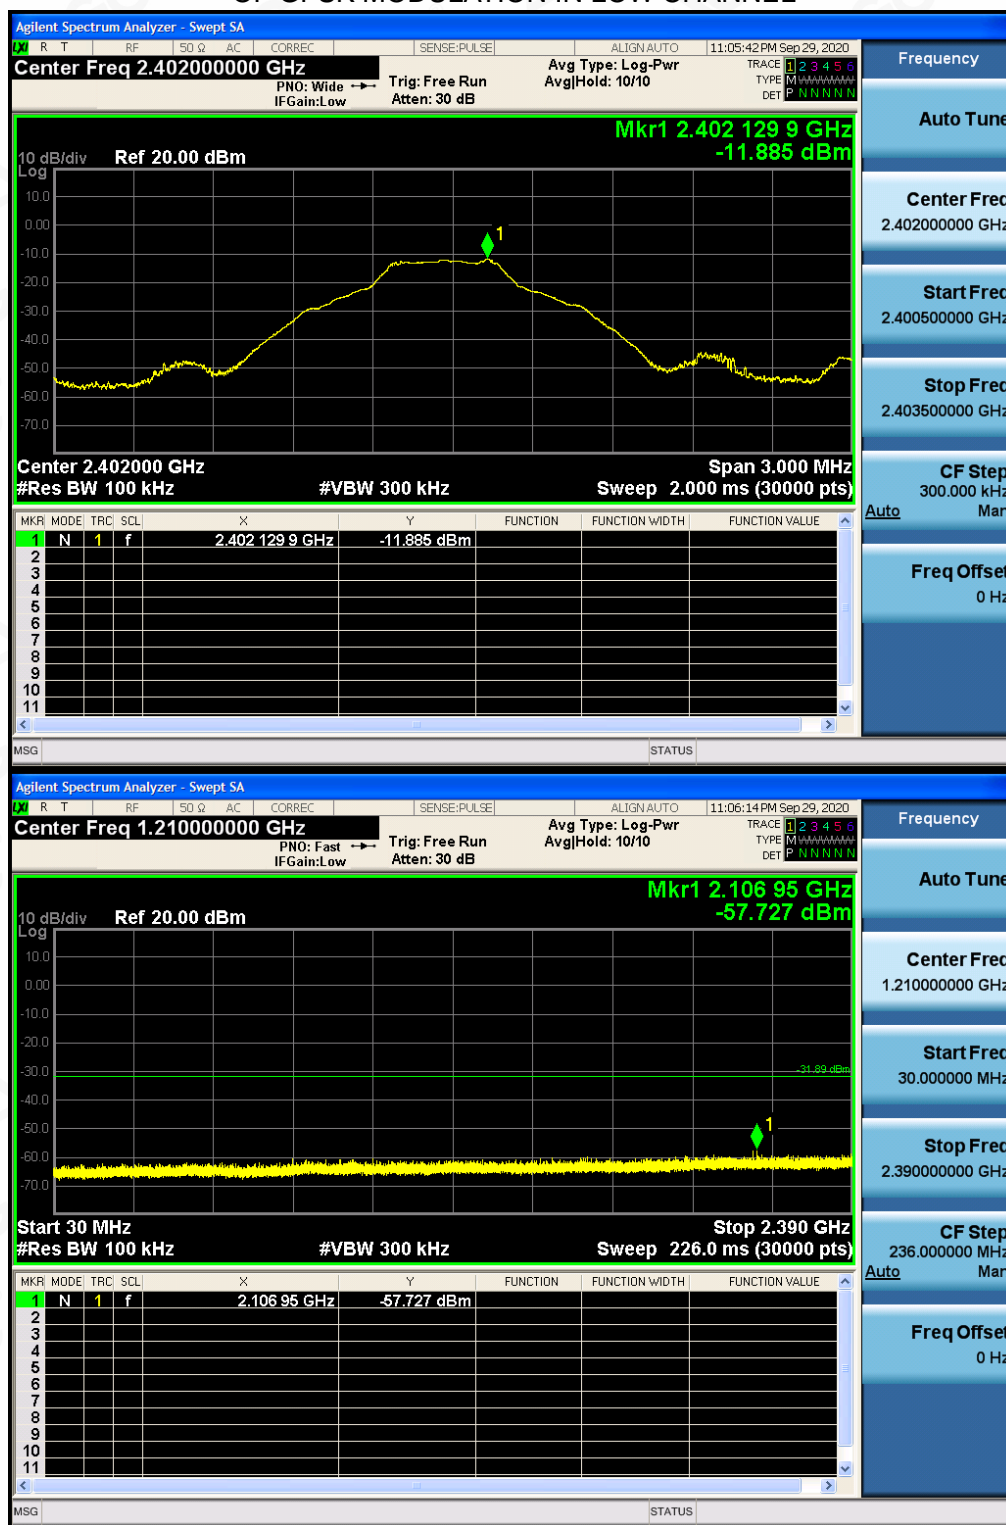 OF GFSK MODULATION IN LOW CHANNEL
Agilent Spectrum Analyzer - Swept SA
LXI R T RF 50 Ω AC CORREC SENSE:PULSE ALIGN AUTO 11:05:42 PM Sep 29, 2020
Center Freq 2.402000000 GHz
PNO: Wide
IFGain:Low
Trig: Free Run
Atten: 30 dB
Avg Type: Log-Pwr
Avg|Hold: 10/10
TRACE 1 2 3 4 5 6
TYPE M
DET P N N N N N
Frequency
Auto Tune
Center Freq
2.402000000 GHz
Start Freq
2.400500000 GHz
Stop Freq
2.403500000 GHz
CF Step
300.000 kHz
Auto Man
Freq Offset
0 Hz
Mkr1 2.402 129 9 GHz
-11.885 dBm
10 dB/div Ref 20.00 dBm
Log
10.0
0.00
-10.0
-20.0
-30.0
-40.0
-50.0
-60.0
-70.0
1
Center 2.402000 GHz Span 3.000 MHz
#Res BW 100 kHz #VBW 300 kHz Sweep 2.000 ms (30000 pts)
MKR MODE TRC SCL X Y FUNCTION FUNCTION WIDTH FUNCTION VALUE
1 N 1 f 2.402 129 9 GHz -11.885 dBm
2
3
4
5
6
7
8
9
10
11
MSG STATUS
Agilent Spectrum Analyzer - Swept SA
LXI R T RF 50 Ω AC CORREC SENSE:PULSE ALIGN AUTO 11:06:14 PM Sep 29, 2020
Center Freq 1.210000000 GHz
PNO: Fast
IFGain:Low
Trig: Free Run
Atten: 30 dB
Avg Type: Log-Pwr
Avg|Hold: 10/10
TRACE 1 2 3 4 5 6
TYPE M
DET P N N N N N
Frequency
Auto Tune
Center Freq
1.210000000 GHz
Start Freq
30.000000 MHz
Stop Freq
2.390000000 GHz
CF Step
236.000000 MHz
Auto Man
Freq Offset
0 Hz
Mkr1 2.106 95 GHz
-57.727 dBm
10 dB/div Ref 20.00 dBm
Log
10.0
0.00
-10.0
-20.0
-30.0
-40.0
-50.0
-60.0
-70.0
-31.89 dBm
1
Start 30 MHz Stop 2.390 GHz
#Res BW 100 kHz #VBW 300 kHz Sweep 226.0 ms (30000 pts)
MKR MODE TRC SCL X Y FUNCTION FUNCTION WIDTH FUNCTION VALUE
1 N 1 f 2.106 95 GHz -57.727 dBm
2
3
4
5
6
7
8
9
10
11
MSG STATUS